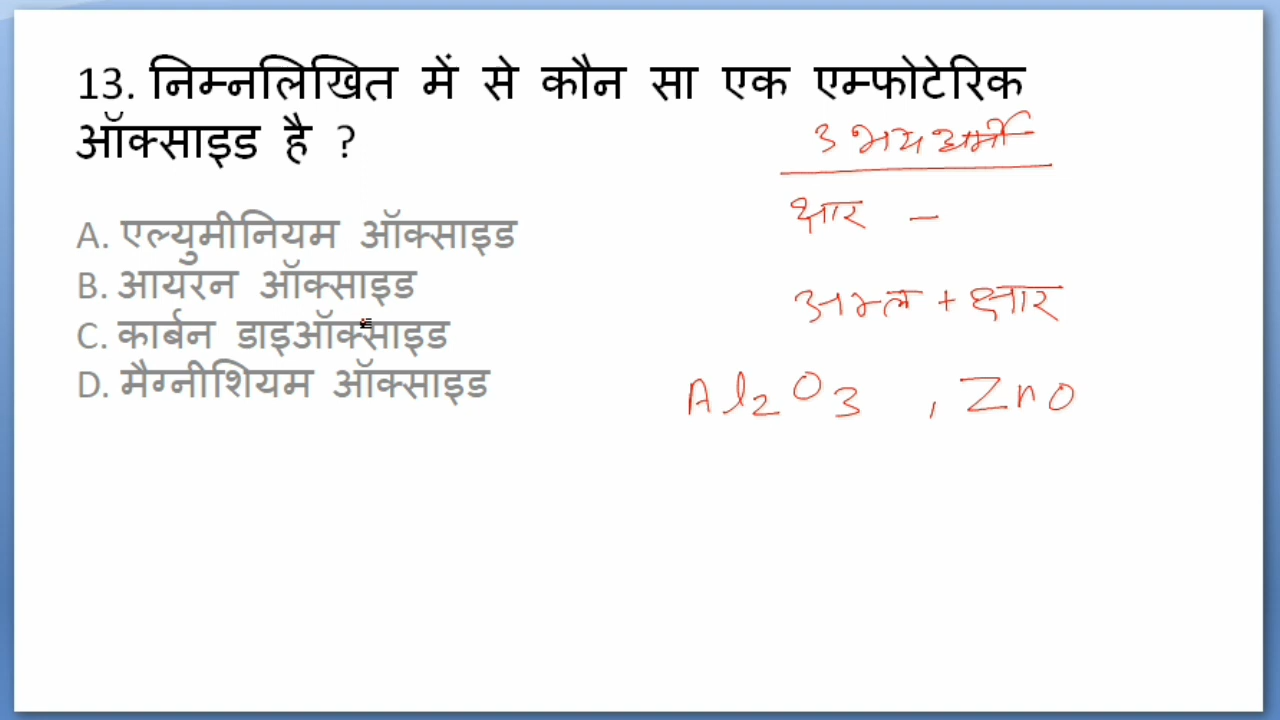 13. निम्नलिखित में से कौन सा एक एम्फोटेरिक
ऑक्साइड है ?
उभयधर्मी
क्षार -
A. एल्युमीनियम ऑक्साइड
B. आयरन ऑक्साइड
अम्ल + क्षार
C. कार्बन डाइऑक्साइड
D. मैग्नीशियम ऑक्साइड
Al2O3 , ZnO